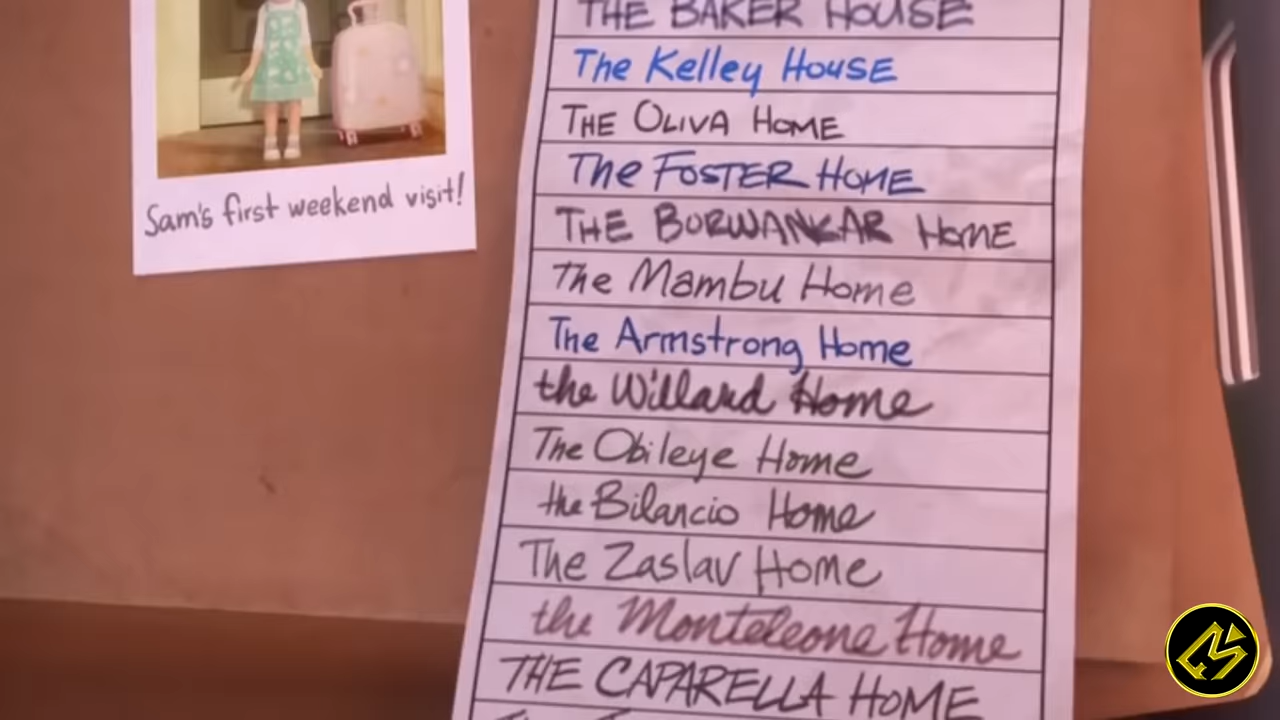 Sam's first weekend visit!
THE BAKER HOUSE
The Kelley HOUSE
THE OLIVA HOME
The FOSTER HOME
THE BORWANKAR HOME
The Mambu Home
The Armstrong Home
the Willard Home
The Obileye Home
the Bilancio Home
The Zaslav Home
the Monteleone Home
THE CAPARELLA HOME